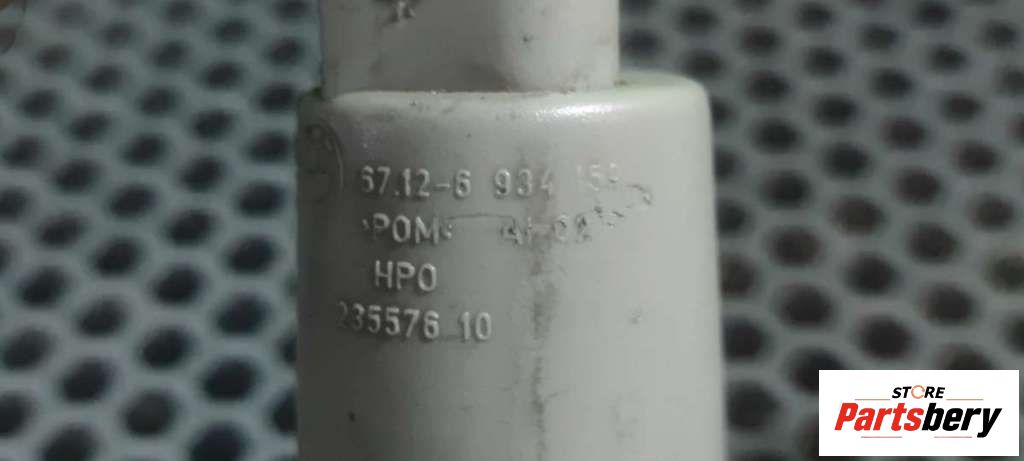 67.12-6 934
>POM<
HPO
235576 10
STORE
Partsbery